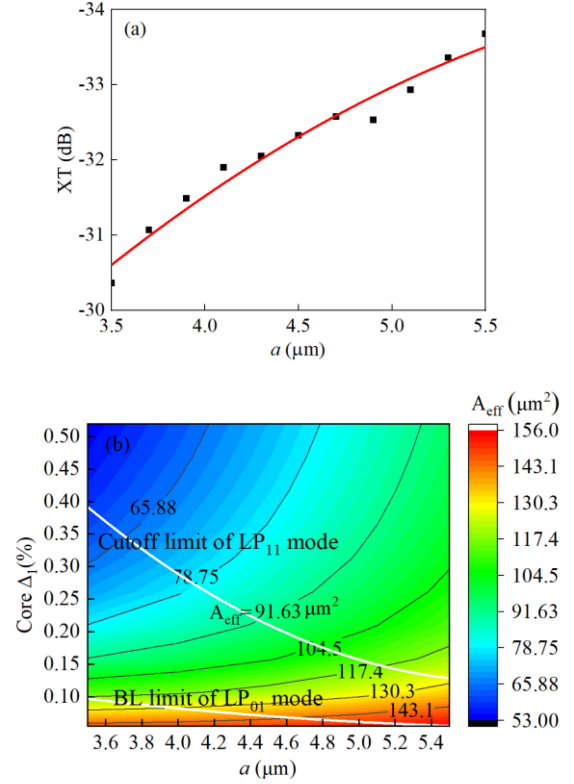 (a)
XT (dB)
-34
-33
-32
-31
-30
3.5 4.0 4.5 5.0 5.5
a (μm)
A_eff (μm²)
(b)
Core Δ₁(%)
0.50
0.45
0.40
0.35
0.30
0.25
0.20
0.15
0.10
65.88
Cutoff limit of LP₁₁ mode
78.75
A_eff=91.63 μm²
104.5
117.4
130.3
BL limit of LP₀₁ mode
143.1
3.6 3.8 4.0 4.2 4.4 4.6 4.8 5.0 5.2 5.4
a (μm)
156.0
143.1
130.3
117.4
104.5
91.63
78.75
65.88
53.00